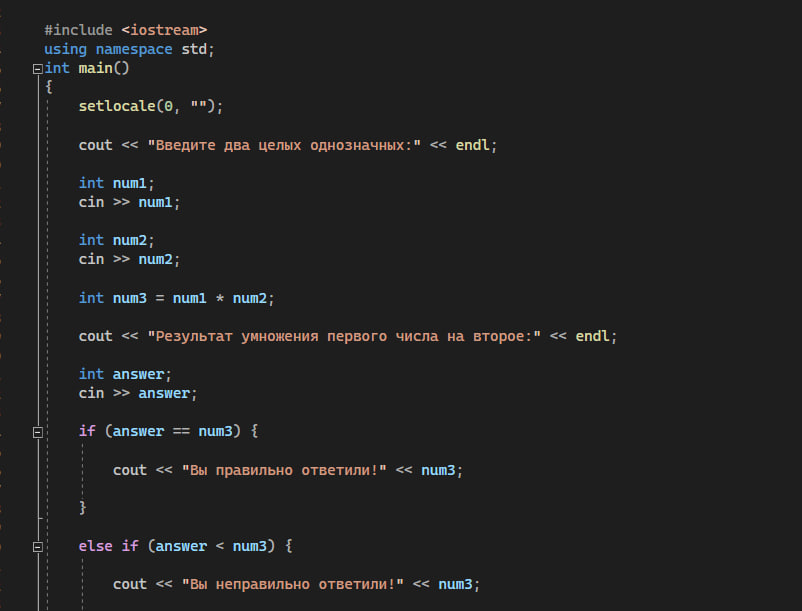 #include <iostream>
using namespace std;
int main()
{
setlocale(0, "");
cout << "Введите два целых однозначных:" << endl;
int num1;
cin >> num1;
int num2;
cin >> num2;
int num3 = num1 * num2;
cout << "Результат умножения первого числа на второе:" << endl;
int answer;
cin >> answer;
if (answer == num3) {
cout << "Вы правильно ответили!" << num3;
}
else if (answer < num3) {
cout << "Вы неправильно ответили!" << num3;